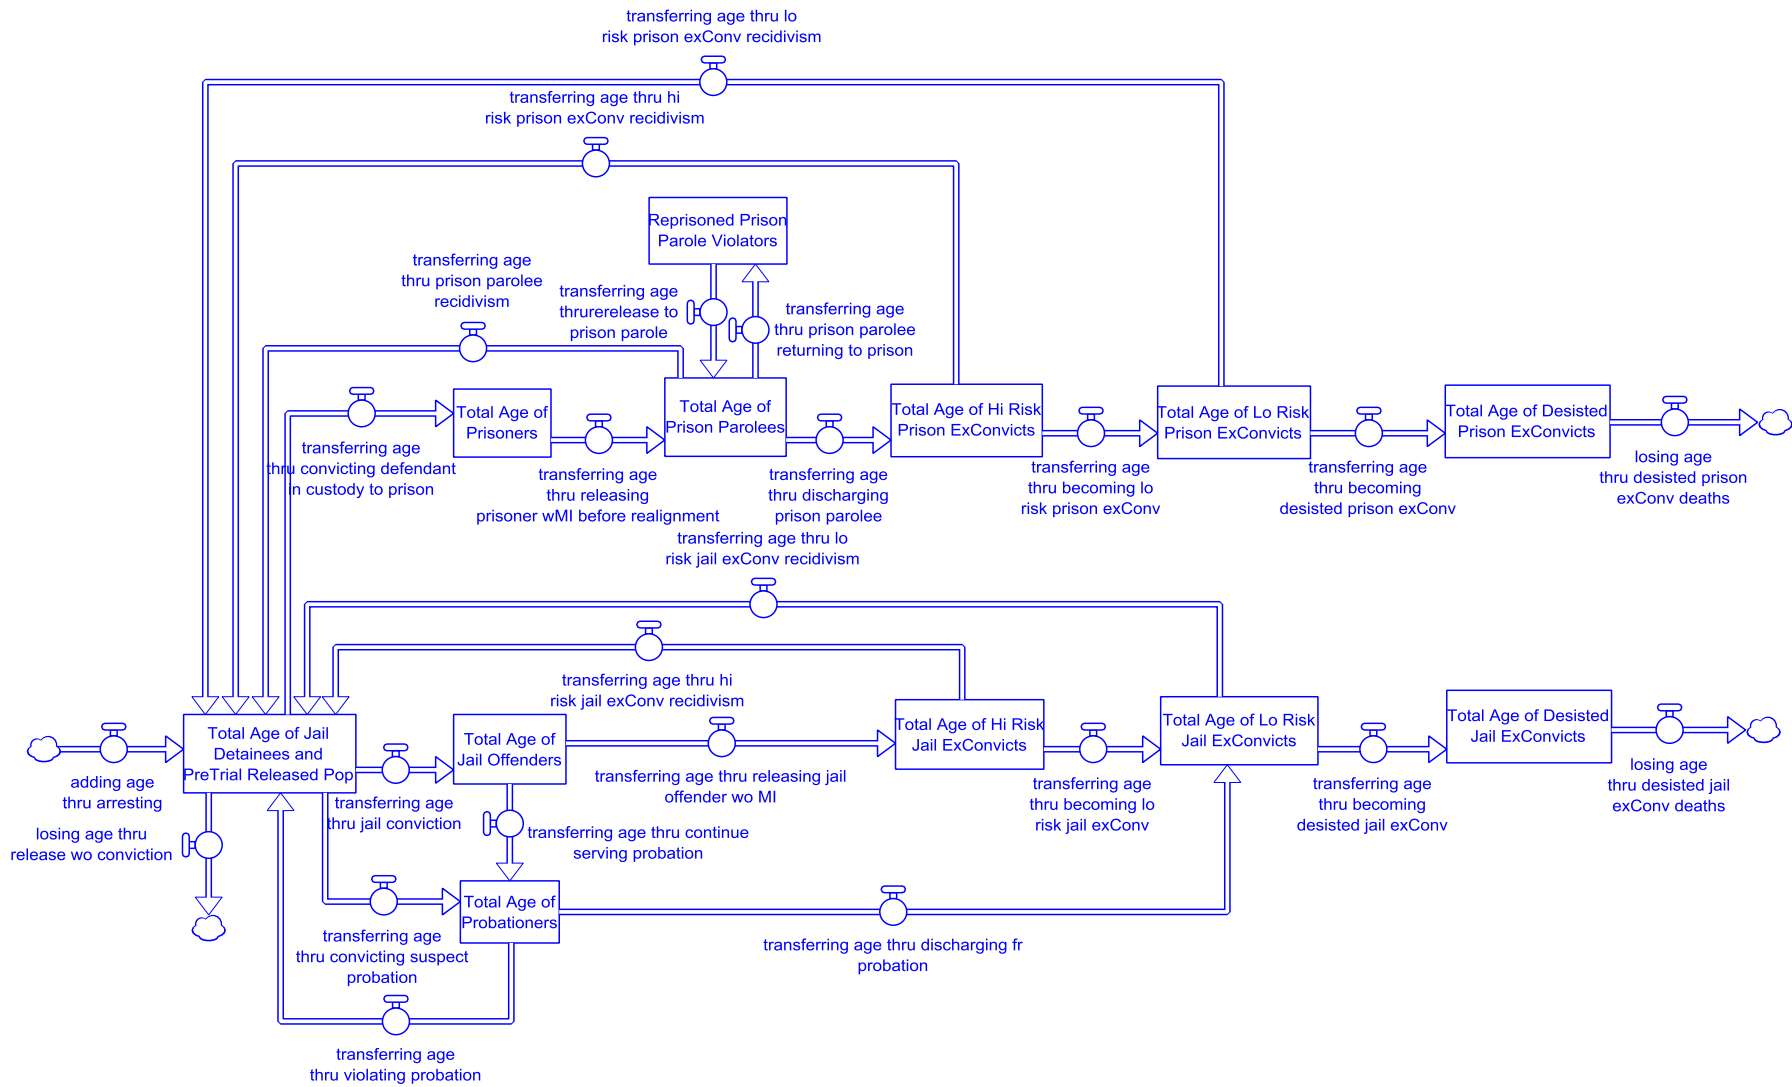 transferring age thru lo
risk prison exConv recidivism
transferring age thru hi
risk prison exConv recidivism
Reprisoned Prison
Parole Violators
transferring age
thru prison parolee
recidivism
transferring age
thrurerelease to
prison parole
transferring age
thru prison parolee
returning to prison
Total Age of
Prisoners
Total Age of
Prison Parolees
Total Age of Hi Risk
Prison ExConvicts
Total Age of Lo Risk
Prison ExConvicts
Total Age of Desisted
Prison ExConvicts
transferring age
thru convicting defendant
in custody to prison
transferring age
thru releasing
prisoner wMI before realignment
transferring age
thru discharging
prison parolee
transferring age
thru becoming lo
risk prison exConv
transferring age
thru becoming
desisted prison exConv
losing age
thru desisted prison
exConv deaths
transferring age thru lo
risk jail exConv recidivism
transferring age thru hi
risk jail exConv recidivism
Total Age of Jail
Detainees and
PreTrial Released Pop
Total Age of
Jail Offenders
Total Age of Hi Risk
Jail ExConvicts
Total Age of Lo Risk
Jail ExConvicts
Total Age of Desisted
Jail ExConvicts
adding age
thru arresting
transferring age
thru jail conviction
transferring age thru releasing jail
offender wo MI
transferring age
thru becoming lo
risk jail exConv
transferring age
thru becoming
desisted jail exConv
losing age
thru desisted jail
exConv deaths
losing age thru
release wo conviction
transferring age thru continue
serving probation
Total Age of
Probationers
transferring age
thru convicting suspect
probation
transferring age thru discharging fr
probation
transferring age
thru violating probation